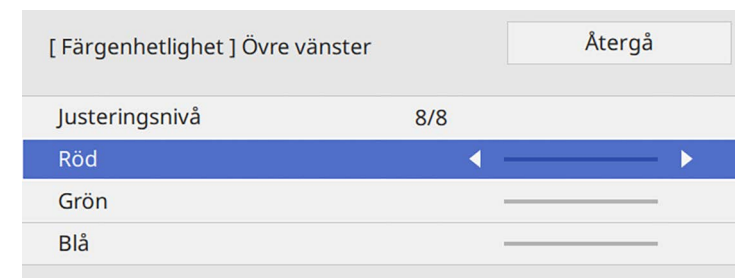 [ Färgenhetlighet ] Övre vänster
Återgå
Justeringsnivå 8/8
Röd
Grön
Blå